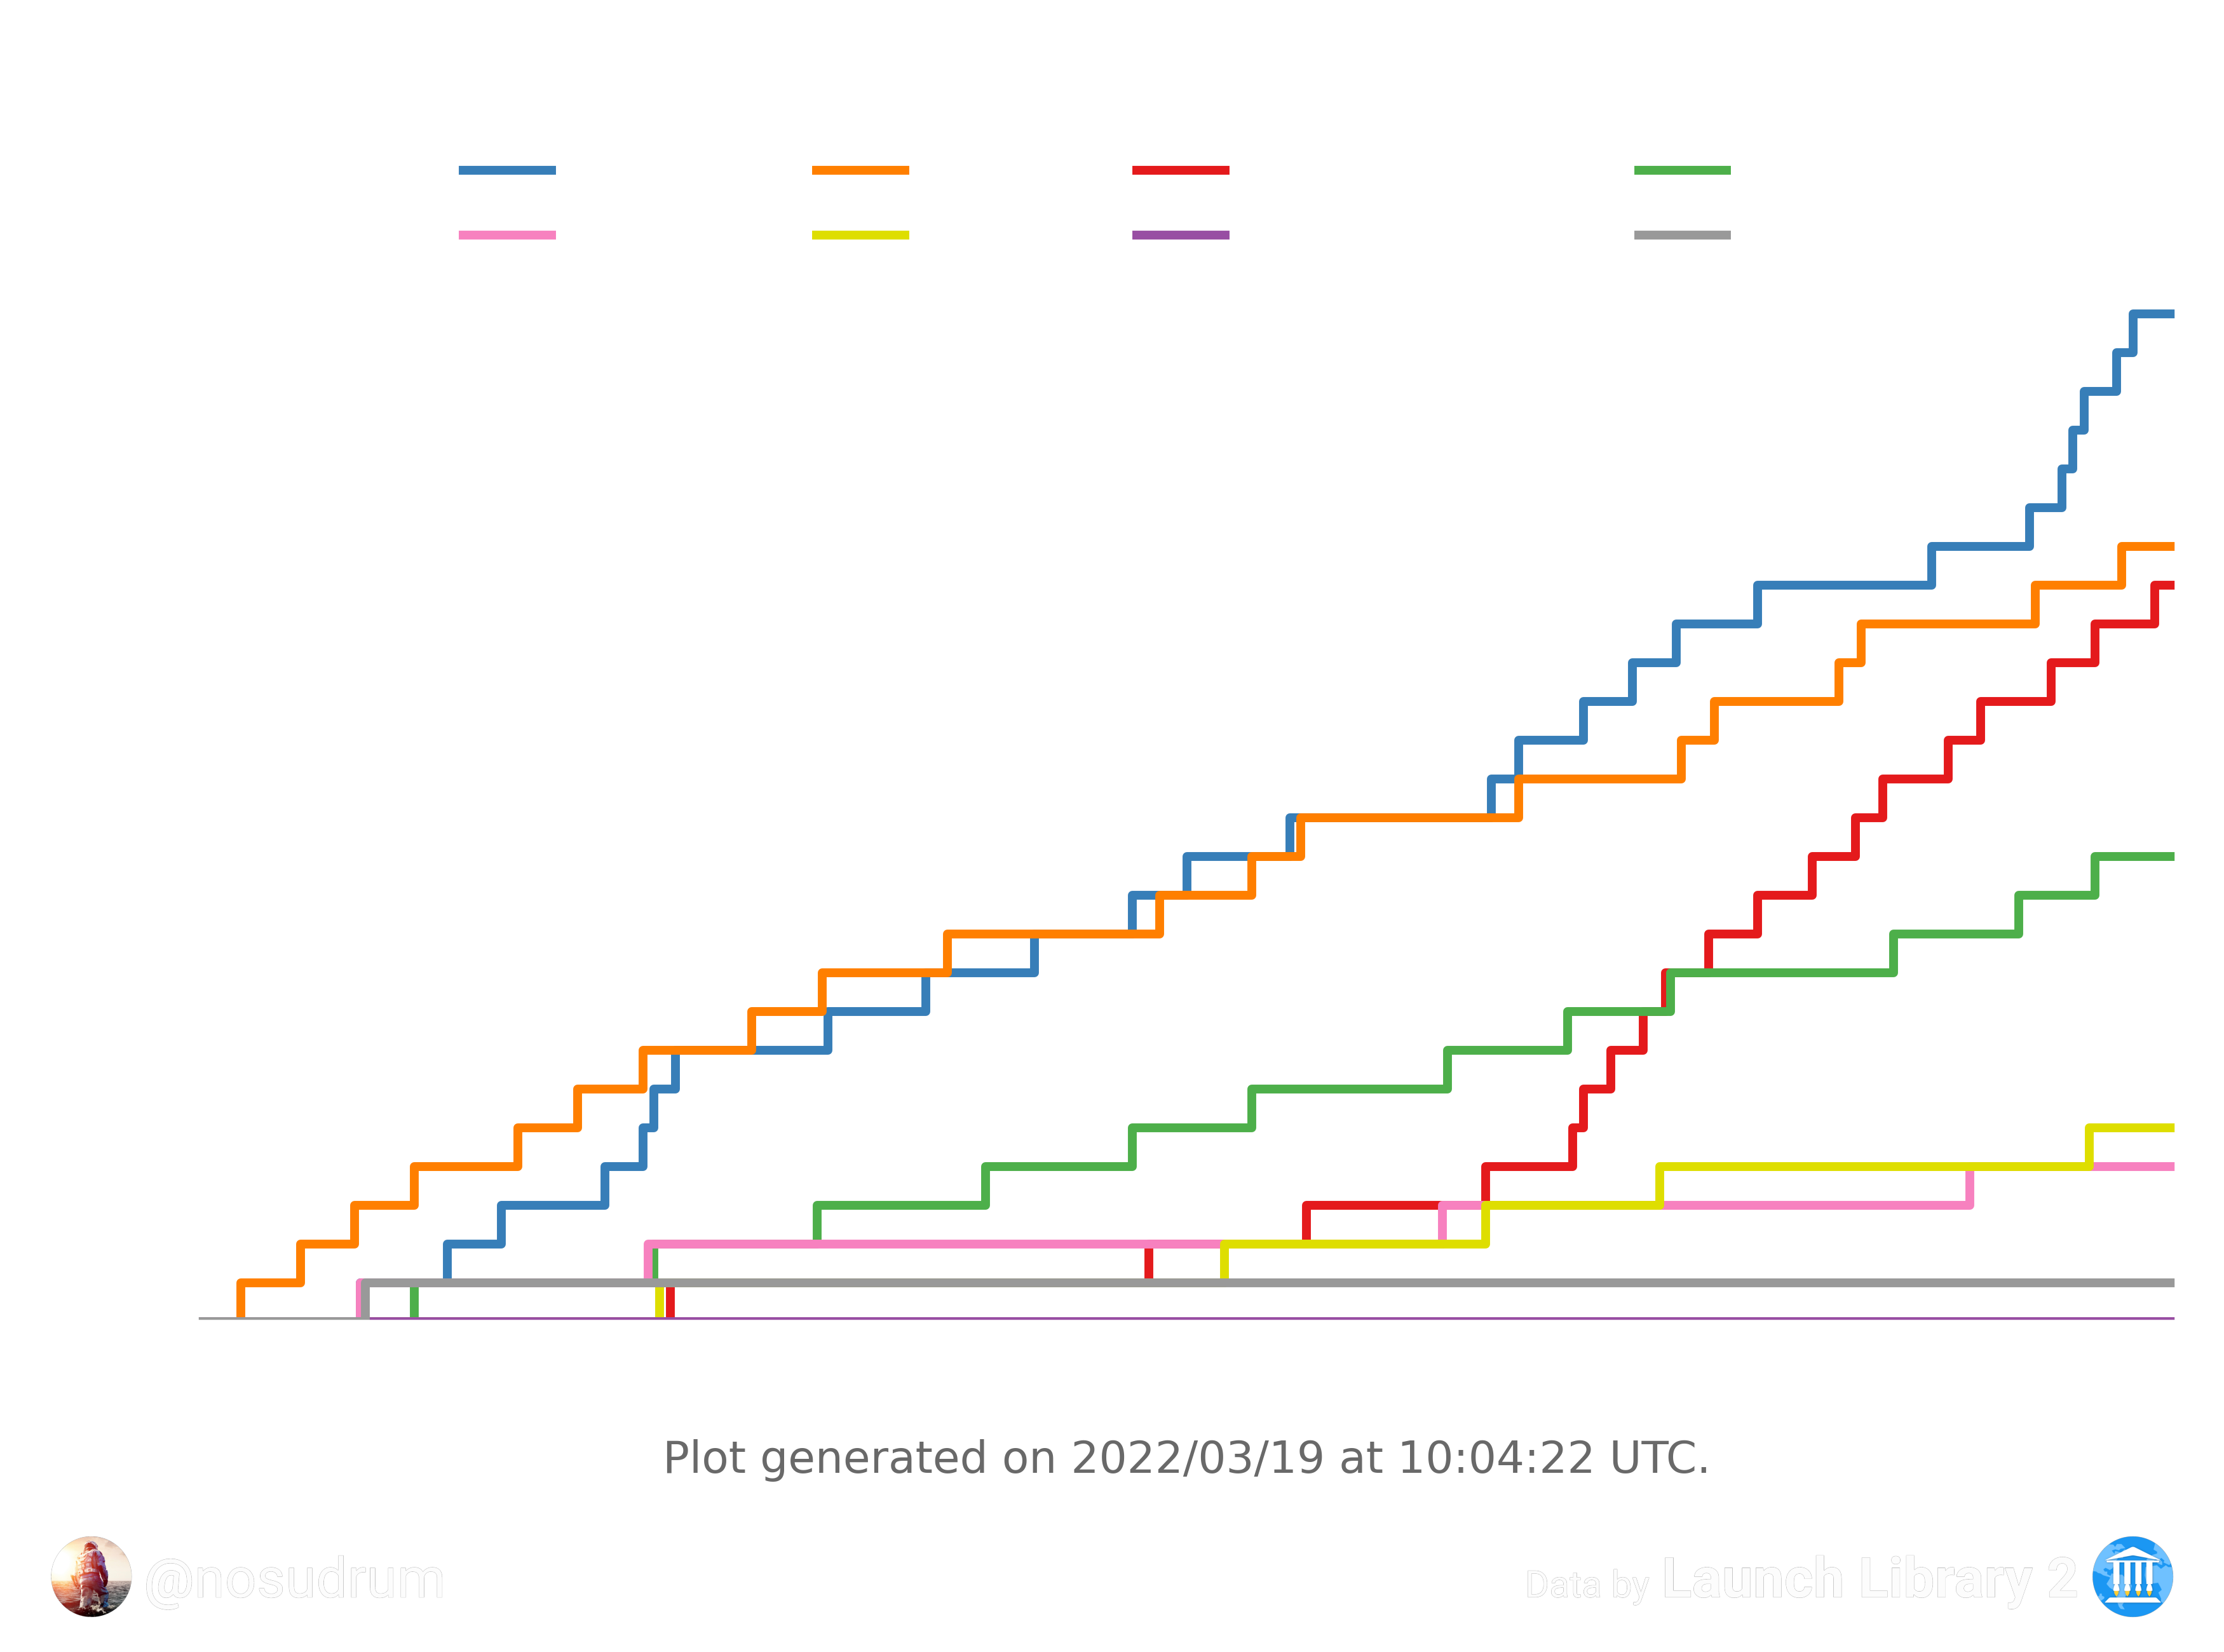 Plot generated on 2022/03/19 at 10:04:22 UTC.
@nosudrum
Data by Launch Library 2